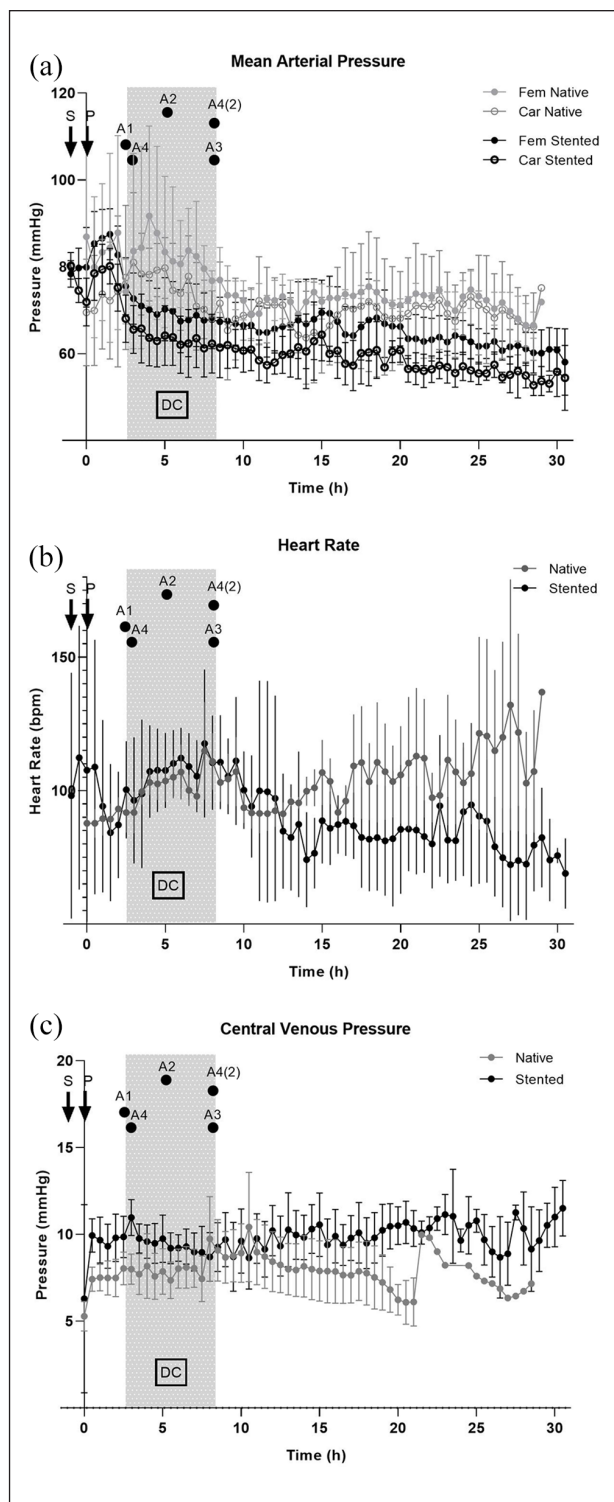 (a)
Mean Arterial Pressure
Fem Native
Car Native
Fem Stented
Car Stented
S
P
A1
A4
A2
A4(2)
A3
120
100
80
60
Pressure (mmHg)
DC
0 5 10 15 20 25 30
Time (h)
(b)
Heart Rate
Native
Stented
S
P
A1
A4
A2
A4(2)
A3
150
100
Heart Rate (bpm)
DC
0 5 10 15 20 25 30
Time (h)
(c)
Central Venous Pressure
Native
Stented
S
P
A1
A4
A2
A4(2)
A3
20
15
10
5
Pressure (mmHg)
DC
0 5 10 15 20 25 30
Time (h)